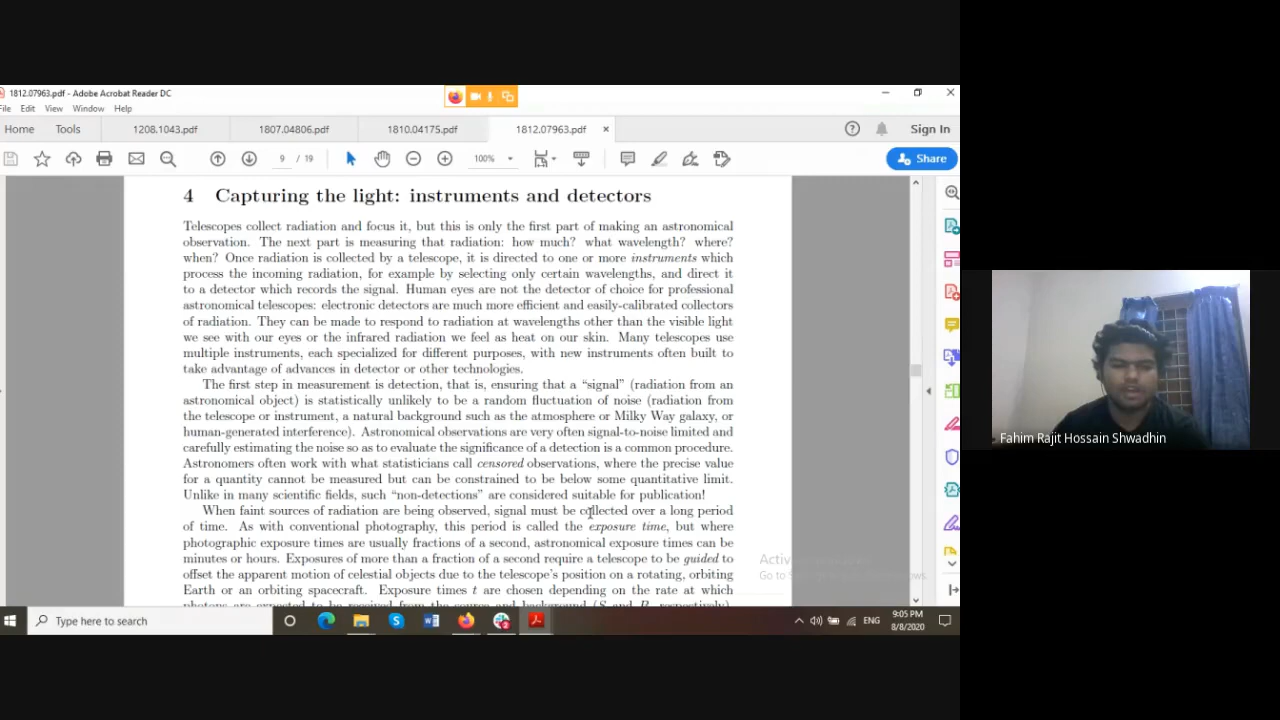 1812.07963.pdf - Adobe Acrobat Reader DC
File Edit View Window Help
Home Tools 1208.1043.pdf 1807.04806.pdf 1810.04175.pdf 1812.07963.pdf × Sign In
9 / 19 100% Share
4 Capturing the light: instruments and detectors
Telescopes collect radiation and focus it, but this is only the first part of making an astronomical
observation. The next part is measuring that radiation: how much? what wavelength? where?
when? Once radiation is collected by a telescope, it is directed to one or more instruments which
process the incoming radiation, for example by selecting only certain wavelengths, and direct it
to a detector which records the signal. Human eyes are not the detector of choice for professional
astronomical telescopes: electronic detectors are much more efficient and easily-calibrated collectors
of radiation. They can be made to respond to radiation at wavelengths other than the visible light
we see with our eyes or the infrared radiation we feel as heat on our skin. Many telescopes use
multiple instruments, each specialized for different purposes, with new instruments often built to
take advantage of advances in detector or other technologies.
The first step in measurement is detection, that is, ensuring that a “signal” (radiation from an
astronomical object) is statistically unlikely to be a random fluctuation of noise (radiation from
the telescope or instrument, a natural background such as the atmosphere or Milky Way galaxy, or
human-generated interference). Astronomical observations are very often signal-to-noise limited and
carefully estimating the noise so as to evaluate the significance of a detection is a common procedure.
Astronomers often work with what statisticians call censored observations, where the precise value
for a quantity cannot be measured but can be constrained to be below some quantitative limit.
Unlike in many scientific fields, such “non-detections” are considered suitable for publication!
When faint sources of radiation are being observed, signal must be collected over a long period
of time. As with conventional photography, this period is called the exposure time, but where
photographic exposure times are usually fractions of a second, astronomical exposure times can be
minutes or hours. Exposures of more than a fraction of a second require a telescope to be guided to
offset the apparent motion of celestial objects due to the telescope's position on a rotating, orbiting
Earth or an orbiting spacecraft. Exposure times t are chosen depending on the rate at which
photons are expected to be received from the source and background (S and B, respectively).
Go to
Type here to search
ENG 9:05 PM
8/8/2020
Fahim Rajit Hossain Shwadhin